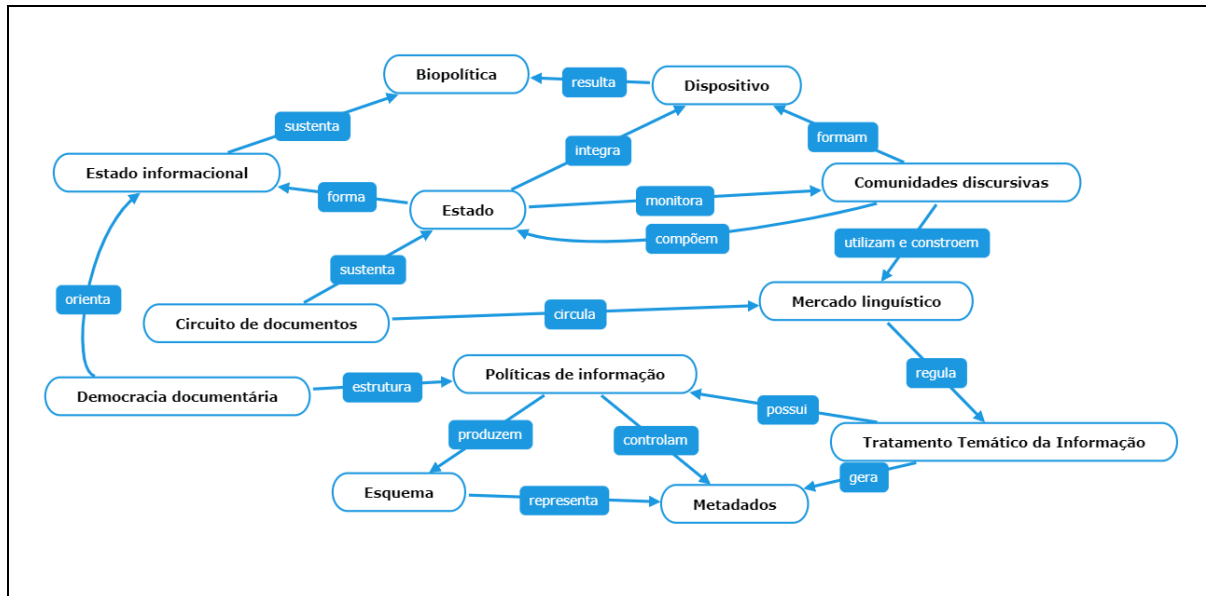 Biopolítica
resulta
Dispositivo
sustenta
formam
integra
Estado informacional
Comunidades discursivas
forma
monitora
Estado
compõem
utilizam e constroem
sustenta
orienta
Mercado linguístico
Circuito de documentos
circula
Políticas de informação
regula
estrutura
Democracia documentária
possui
produzem
controlam
Tratamento Temático da Informação
gera
Esquema
representa
Metadados